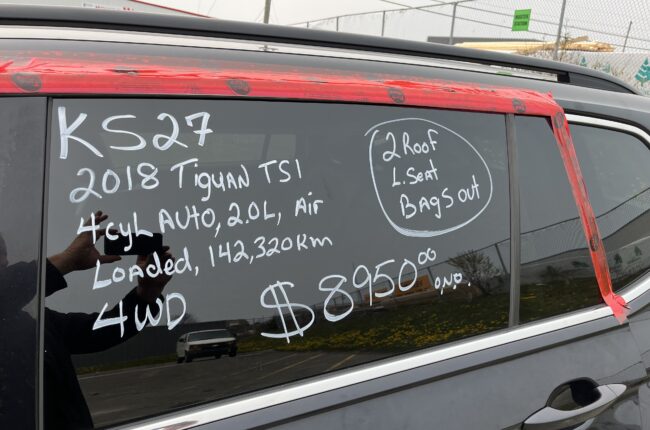 KS27
2018 Tiguan TSI
4cyl Auto, 2.0L, Air
Loaded, 142,320km
4WD
$8950.00
o.n.o.
2 Roof
L. Seat
Bags out